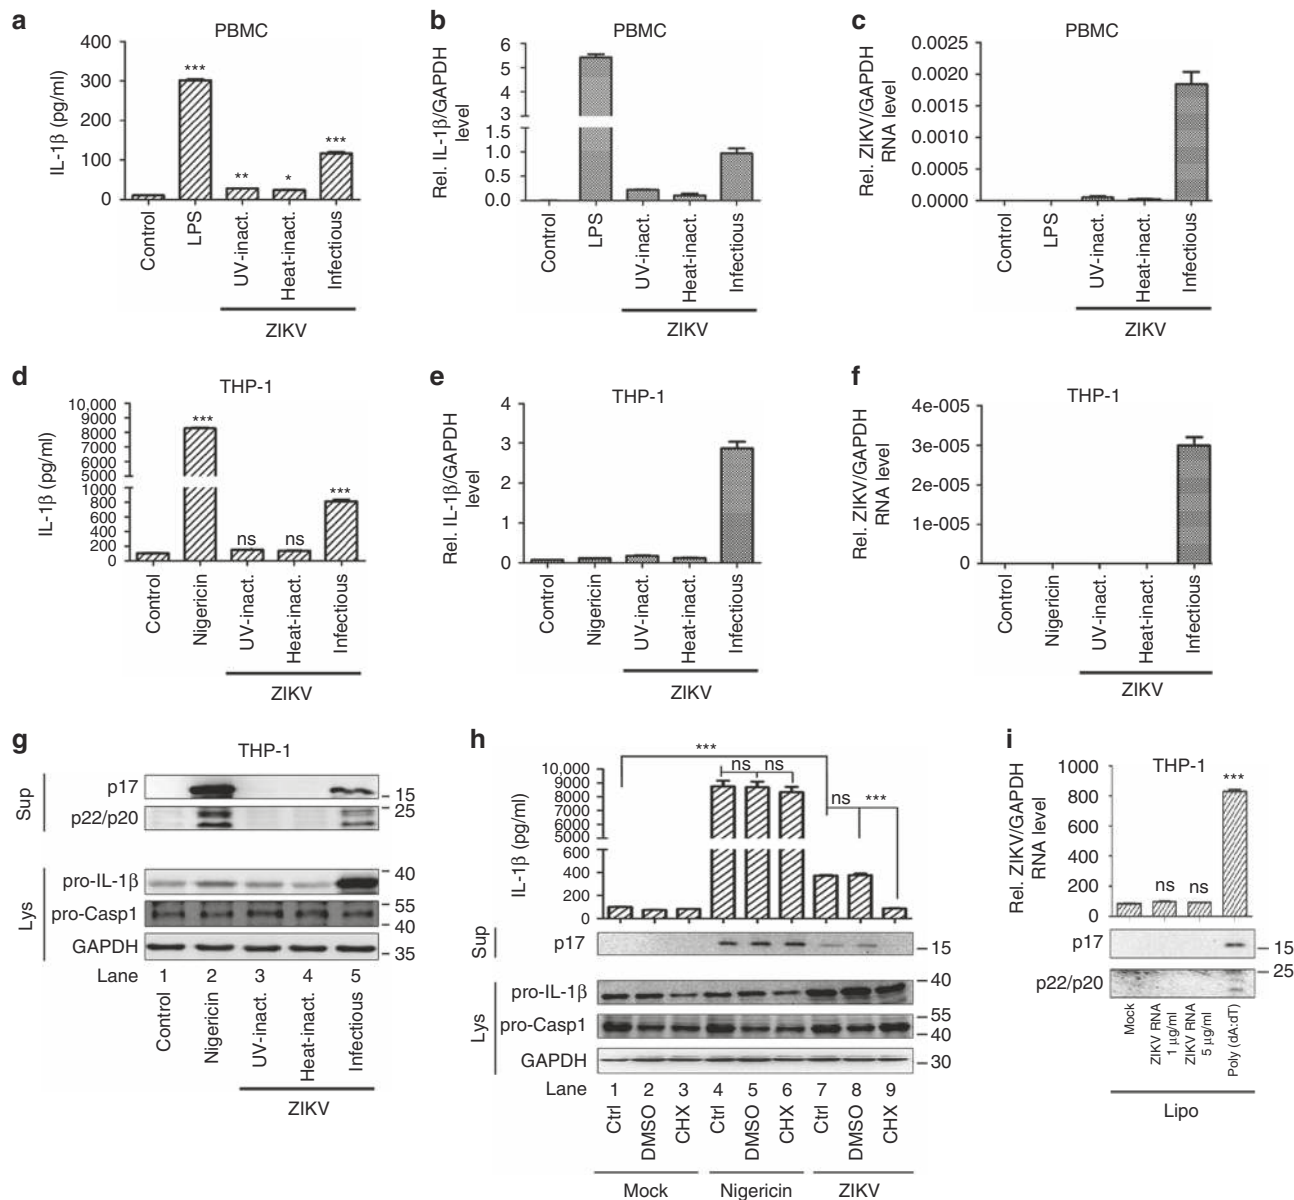 a
PBMC
IL-1β (pg/ml)
400
300
200
100
0
***
**
*
***
Control
LPS
UV-inact.
Heat-inact.
Infectious
ZIKV
b
PBMC
Rel. IL-1β/GAPDH
level
6
5
4
3
1.5
1.0
0.5
0.0
Control
LPS
UV-inact.
Heat-inact.
Infectious
ZIKV
c
PBMC
Rel. ZIKV/GAPDH
RNA level
0.0025
0.0020
0.0015
0.0010
0.0005
0.0000
Control
LPS
UV-inact.
Heat-inact.
Infectious
ZIKV
d
THP-1
IL-1β (pg/ml)
10,000
9000
8000
7000
6000
5000
1000
800
600
400
200
0
***
ns
ns
***
Control
Nigericin
UV-inact.
Heat-inact.
Infectious
ZIKV
e
THP-1
Rel. IL-1β/GAPDH
level
4
3
2
1
0
Control
Nigericin
UV-inact.
Heat-inact.
Infectious
ZIKV
f
THP-1
Rel. ZIKV/GAPDH
RNA level
4e-005
3e-005
2e-005
1e-005
0
Control
Nigericin
UV-inact.
Heat-inact.
Infectious
ZIKV
g
THP-1
Sup
p17
15
p22/p20
25
Lys
pro-IL-1β
40
pro-Casp1
55
40
GAPDH
35
Lane 1 2 3 4 5
Control
Nigericin
UV-inact.
Heat-inact.
Infectious
ZIKV
h
IL-1β (pg/ml)
10,000
9000
8000
7000
6000
5000
600
400
200
0
***
ns ns
ns ***
Sup
p17
15
Lys
pro-IL-1β
40
pro-Casp1
55
40
GAPDH
30
Lane 1 2 3 4 5 6 7 8 9
Ctrl
DMSO
CHX
Ctrl
DMSO
CHX
Ctrl
DMSO
CHX
Mock Nigericin ZIKV
i
THP-1
Rel. ZIKV/GAPDH
RNA level
1000
800
600
400
200
0
ns
ns
***
p17
15
p22/p20
25
Mock
ZIKV RNA
1 µg/ml
ZIKV RNA
5 µg/ml
Poly (dA:dT)
Lipo